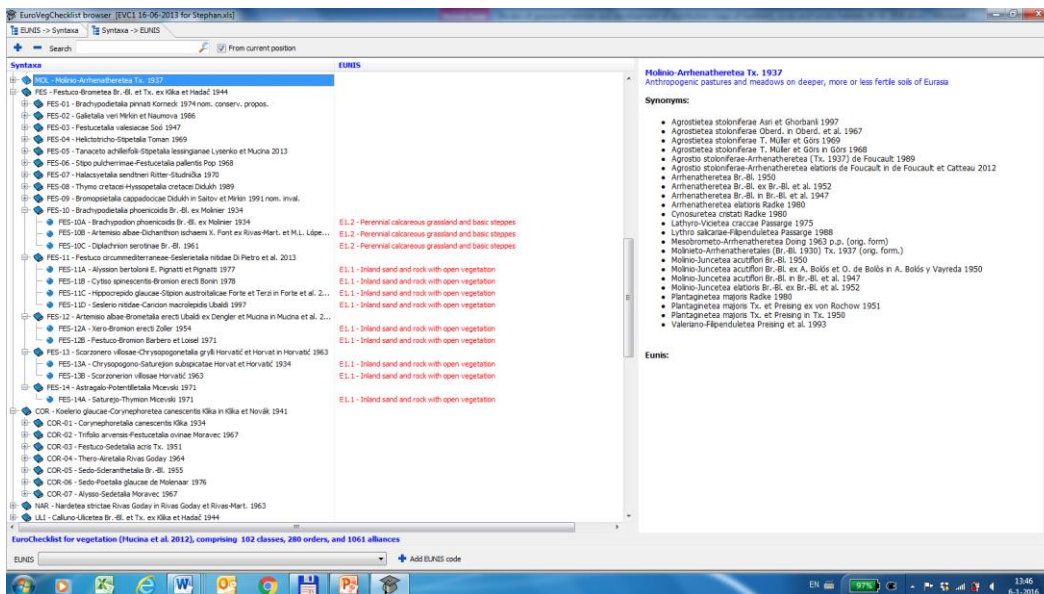 EuroVegChecklist browser [EVC1 16-06-2013 for Stephan.xls]
EUNIS -> Syntaxa
Syntaxa -> EUNIS
Search
From current position
Syntaxa EUNIS
MOL - Molinio-Arrhenatheretea Tx. 1937
FES - Festuco-Brometea Br.-Bl. et Tx. ex Klika et Hadač 1944
FES-01 - Brachypodietalia pinnati Korneck 1974 nom. conserv. propos.
FES-02 - Galietalia veri Mirkin et Naumova 1986
FES-03 - Festucetalia valesiacae Soó 1947
FES-04 - Helictotricho-Stipetalia Toman 1969
FES-05 - Tanaceto achilleifolii-Stipetalia lessingianae Lysenko et Mucina 2013
FES-06 - Stipo pulcherrimae-Festucetalia pallentis Pop 1968
FES-07 - Halacsyetalia sendtneri Ritter-Studnička 1970
FES-08 - Thymo cretacei-Hyssopetalia cretacei Didukh 1989
FES-09 - Bromopsietalia cappadocicae Didukh in Saitov et Mirkin 1991 nom. inval.
FES-10 - Brachypodietalia phoenicoidis Br.-Bl. ex Molinier 1934
FES-10A - Brachypodion phoenicoidis Br.-Bl. ex Molinier 1934 E1.2 - Perennial calcareous grassland and basic steppes
FES-10B - Artemisio albae-Dichanthion ischaemi X. Font ex Rivas-Mart. et M.L. Lópe... E1.2 - Perennial calcareous grassland and basic steppes
FES-10C - Diplachnion serotinae Br.-Bl. 1961 E1.2 - Perennial calcareous grassland and basic steppes
FES-11 - Festuco circummediterraneae-Seslerietalia nitidae Di Pietro et al. 2013
FES-11A - Alyssion bertolonii E. Pignatti et Pignatti 1977 E1.1 - Inland sand and rock with open vegetation
FES-11B - Cytiso spinescentis-Bromion erecti Bonin 1978 E1.1 - Inland sand and rock with open vegetation
FES-11C - Hippocrepido glaucae-Stipion austroitalicae Forte et Terzi in Forte et al. 2... E1.1 - Inland sand and rock with open vegetation
FES-11D - Seslerio nitidae-Caricion macrolepidis Ubaldi 1997 E1.1 - Inland sand and rock with open vegetation
FES-12 - Artemisio albae-Brometalia erecti Ubaldi ex Dengler et Mucina in Mucina et al. 2...
FES-12A - Xero-Bromion erecti Zoller 1954 E1.1 - Inland sand and rock with open vegetation
FES-12B - Festuco-Bromion Barbero et Loisel 1971 E1.1 - Inland sand and rock with open vegetation
FES-13 - Scorzonero villosae-Chrysopogonetalia grylli Horvatić et Horvat in Horvatić 1963
FES-13A - Chrysopogono-Saturejion subspicatae Horvat et Horvatić 1934 E1.1 - Inland sand and rock with open vegetation
FES-13B - Scorzonerion villosae Horvatić 1963 E1.1 - Inland sand and rock with open vegetation
FES-14 - Astragalo-Potentilletalia Micevski 1971
FES-14A - Saturejo-Thymion Micevski 1971 E1.1 - Inland sand and rock with open vegetation
COR - Koelerio glaucae-Corynephoretea canescentis Klika in Klika et Novák 1941
COR-01 - Corynephoretalia canescentis Klika 1934
COR-02 - Trifolio arvensis-Festucetalia ovinae Moravec 1967
COR-03 - Festuco-Sedetalia acris Tx. 1951
COR-04 - Thero-Airetalia Rivas Goday 1964
COR-05 - Sedo-Scleranthetalia Br.-Bl. 1955
COR-06 - Sedo-Poetalia glaucae de Molenaar 1976
COR-07 - Alysso-Sedetalia Moravec 1967
NAR - Nardetea strictae Rivas Goday in Rivas Goday et Rivas-Mart. 1963
ULI - Calluno-Ulicetea Br.-Bl. et Tx. ex Klika et Hadač 1944
Molinio-Arrhenatheretea Tx. 1937
Anthropogenic pastures and meadows on deeper, more or less fertile soils of Eurasia
Synonyms:
Agrostietea stoloniferae Asri et Ghorbanli 1997
Agrostietea stoloniferae Oberd. in Oberd. et al. 1967
Agrostietea stoloniferae T. Müller et Görs 1969
Agrostietea stoloniferae T. Müller et Görs in Görs 1968
Agrostio stoloniferae-Arrhenatheretea (Tx. 1937) de Foucault 1989
Agrostio stoloniferae-Arrhenatheretea elatioris de Foucault in de Foucault et Catteau 2012
Arrhenatheretea Br.-Bl. 1950
Arrhenatheretea Br.-Bl. ex Br.-Bl. et al. 1952
Arrhenatheretea Br.-Bl. in Br.-Bl. et al. 1947
Arrhenatheretea elatioris Radke 1980
Cynosuretea cristati Radke 1980
Lathyro-Vicietea craccae Passarge 1975
Lythro salicariae-Filipenduletea Passarge 1988
Mesobrometo-Arrhenatheretea Doing 1963 p.p. (orig. form)
Molinieto-Arrhenatheretales (Br.-Bl. 1930) Tx. 1937 (orig. form.)
Molinio-Juncetea acutiflori Br.-Bl. 1950
Molinio-Juncetea acutiflori Br.-Bl. ex A. Bolós et O. de Bolòs in A. Bolós y Vayreda 1950
Molinio-Juncetea acutiflori Br.-Bl. in Br.-Bl. et al. 1947
Molinio-Juncetea elatioris Br.-Bl. ex Br.-Bl. et al. 1952
Plantaginetea majoris Radke 1980
Plantaginetea majoris Tx. et Preising ex von Rochow 1951
Plantaginetea majoris Tx. et Preising in Tx. 1950
Valeriano-Filipenduletea Preising et al. 1993
Eunis:
EuroChecklist for vegetation (Mucina et al. 2012), comprising 102 classes, 280 orders, and 1061 alliances
EUNIS
Add EUNIS code
EN 97% 13:46
6-1-2016